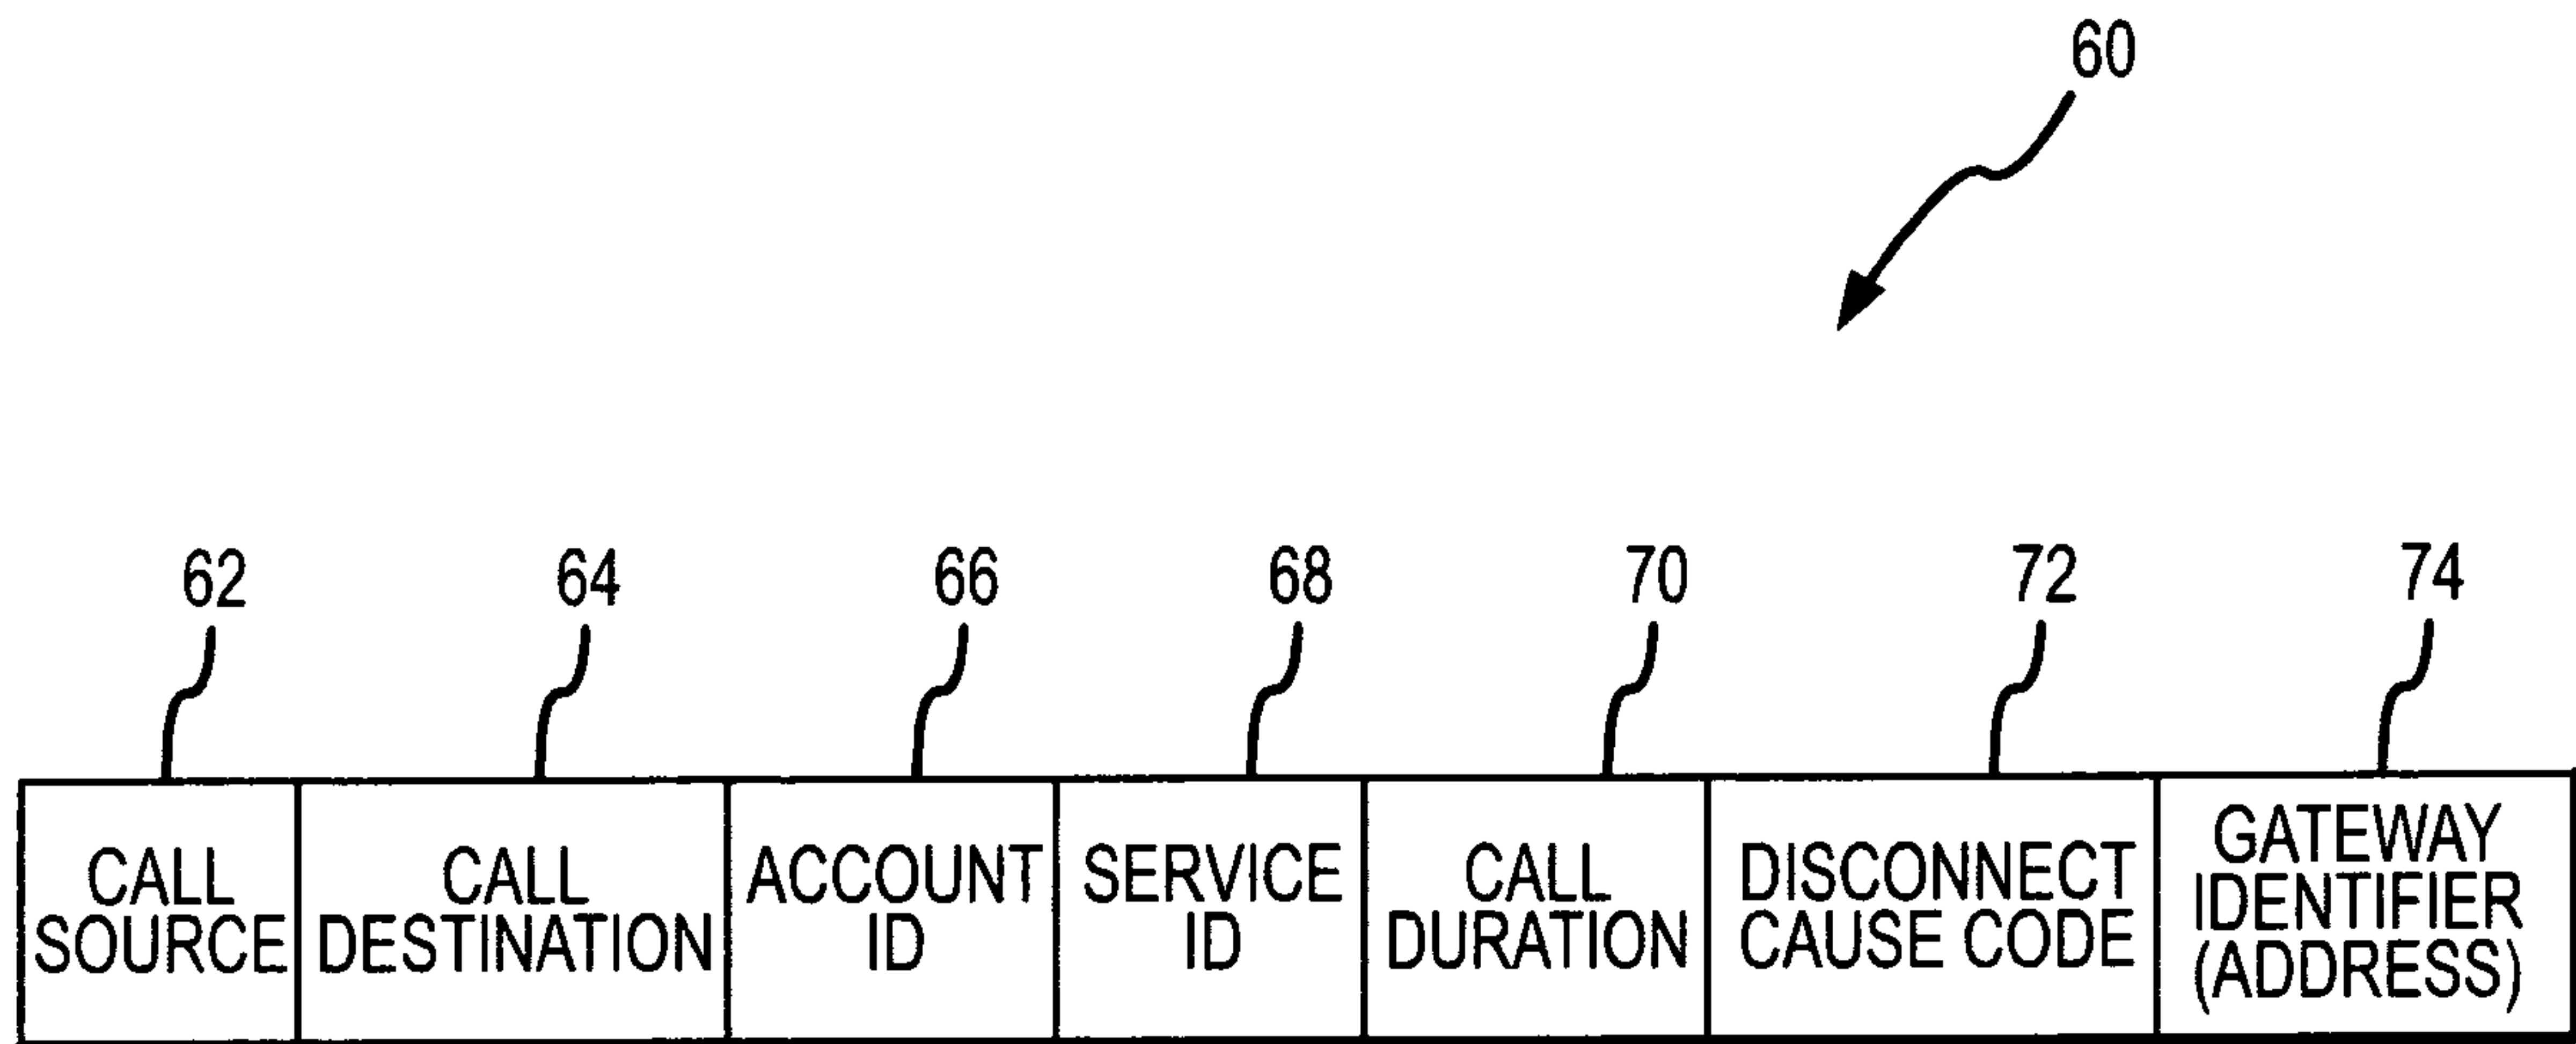 60
62 64 66 68 70 72 74
CALL
SOURCE
CALL
DESTINATION
ACCOUNT
ID
SERVICE
ID
CALL
DURATION
DISCONNECT
CAUSE CODE
GATEWAY
IDENTIFIER
(ADDRESS)